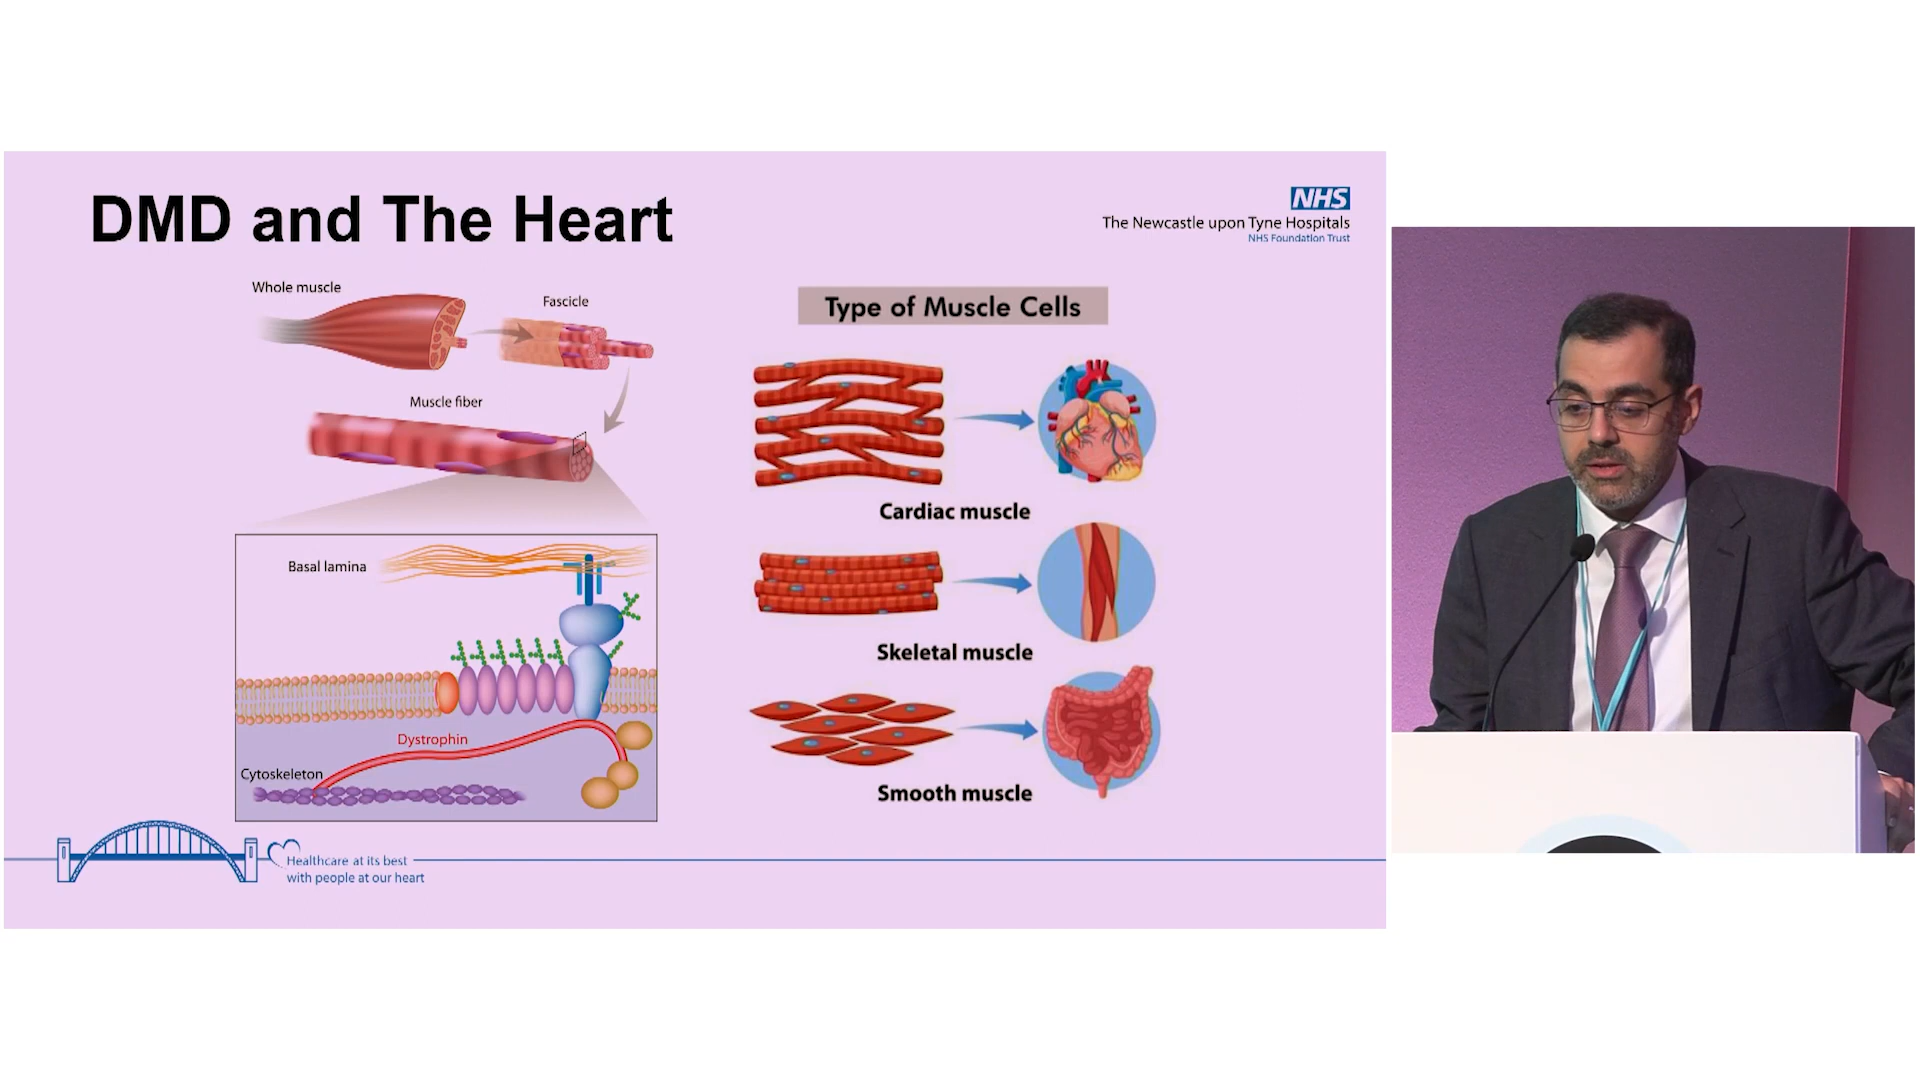 DMD and The Heart
NHS
The Newcastle upon Tyne Hospitals
NHS Foundation Trust
Whole muscle
Fascicle
Muscle fiber
Basal lamina
Dystrophin
Cytoskeleton
Type of Muscle Cells
Cardiac muscle
Skeletal muscle
Smooth muscle
Healthcare at its best
with people at our heart